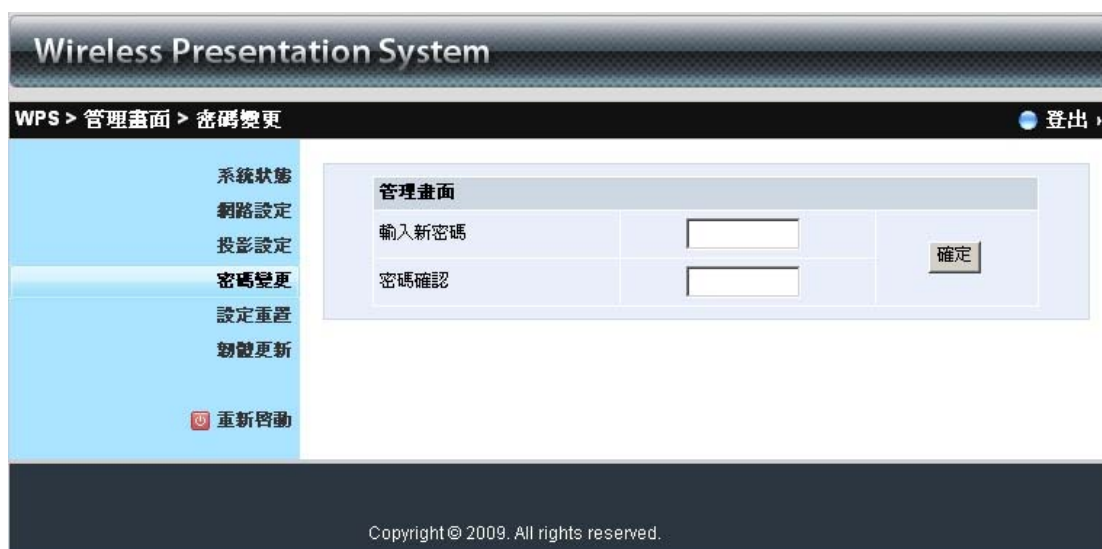 Wireless Presentation System
WPS > 管理畫面 > 密碼變更
登出
系統狀態
網路設定
投影設定
密碼變更
設定重置
韌體更新
重新啓動
管理畫面
輸入新密碼
密碼確認
確定
Copyright © 2009. All rights reserved.